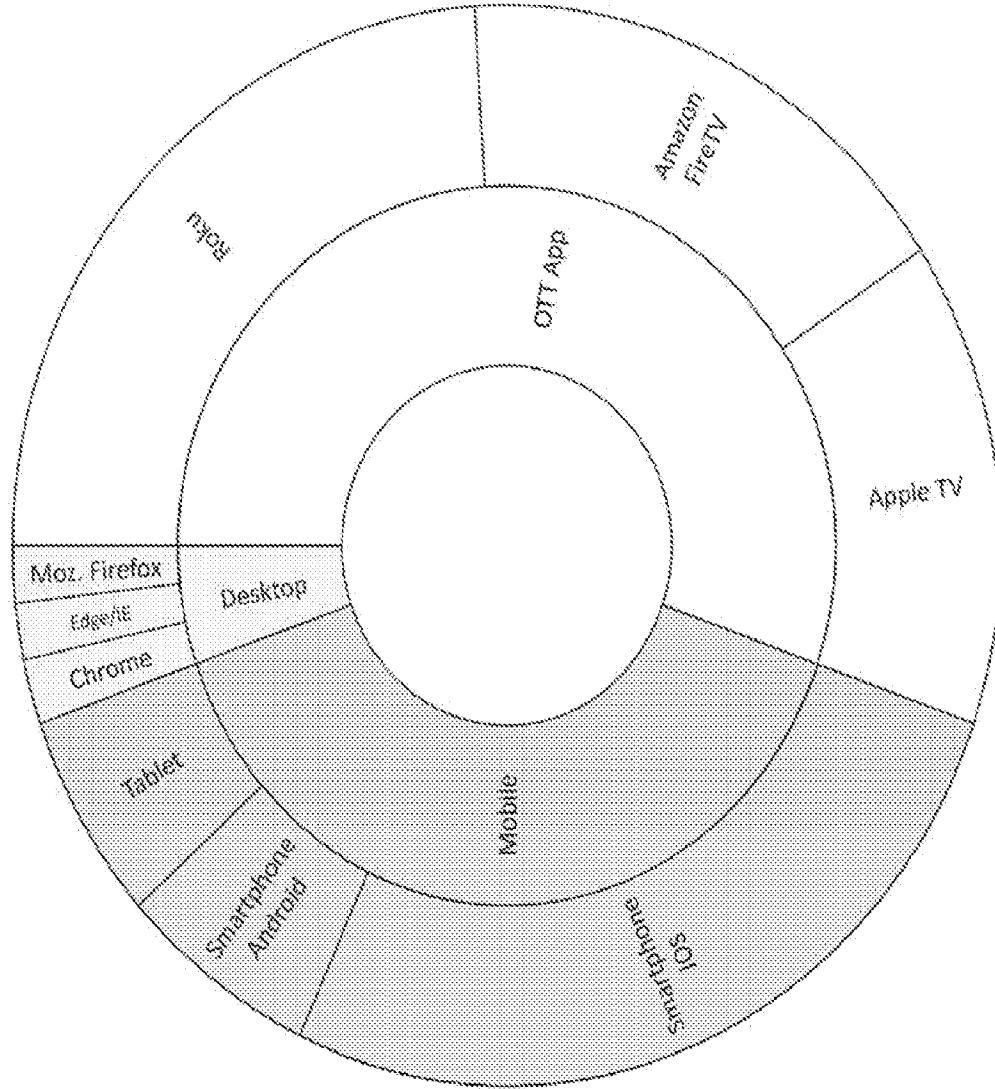 Roku
Amazon
FireTV
OTT App
Apple TV
Moz. Firefox
Edge/IE
Chrome
Desktop
Tablet
Mobile
Smartphone
Android
Smartphone
IOs